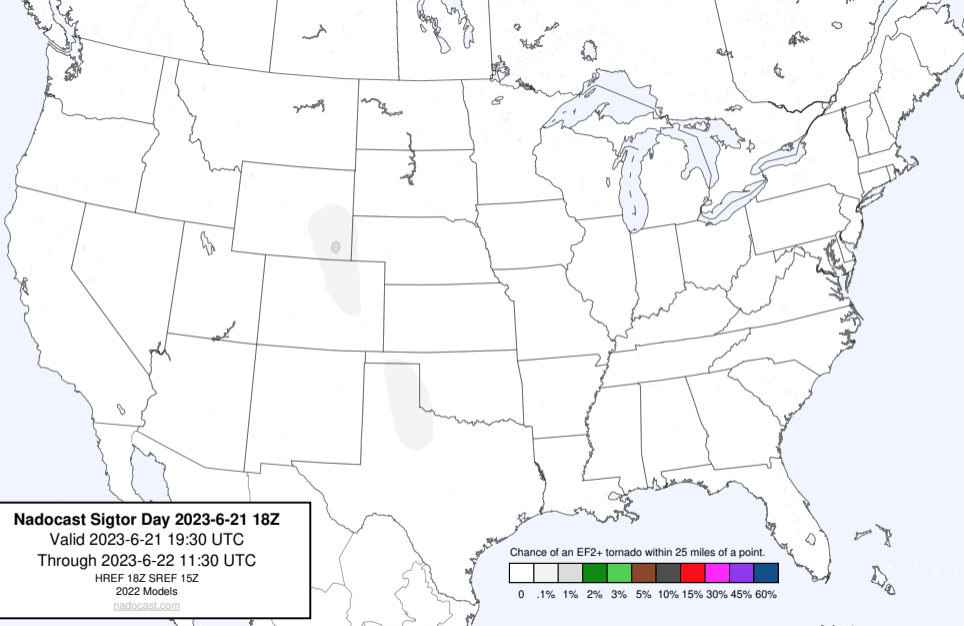 Nadocast Sigtor Day 2023-6-21 18Z
Valid 2023-6-21 19:30 UTC
Through 2023-6-22 11:30 UTC
HREF 18Z SREF 15Z
2022 Models
nadocast.com
Chance of an EF2+ tornado within 25 miles of a point.
0 .1% 1% 2% 3% 5% 10% 15% 30% 45% 60%